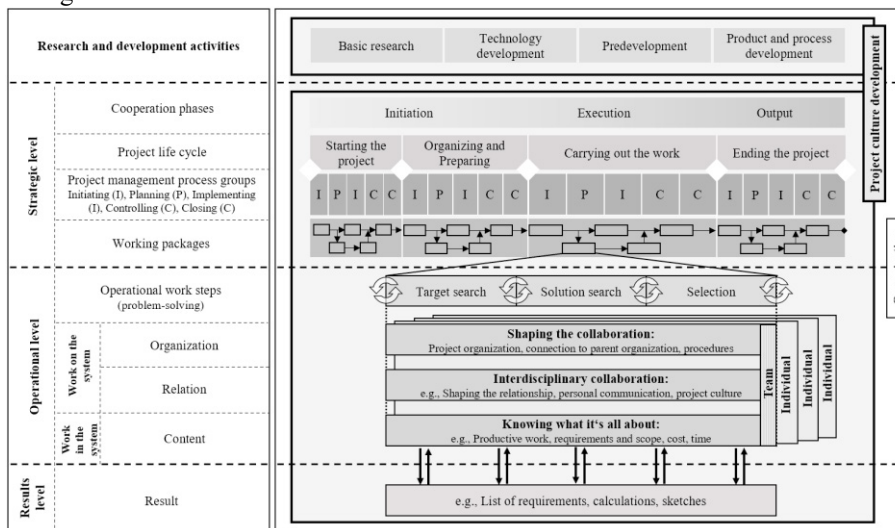 Research and development activities
Basic research
Technology
development
Predevelopment
Product and process
development
Project culture development
Strategic level
Cooperation phases
Initiation
Execution
Output
Project life cycle
Starting the
project
Organizing and
Preparing
Carrying out the work
Ending the project
Project management process groups
Initiating (I), Planning (P), Implementing
(I), Controlling (C), Closing (C)
I P I C C
I P I C C
I P I C C
I P I C C
Working packages
Operational level
Operational work steps
(problem-solving)
Target search
Solution search
Selection
Work on the
system
Organization
Shaping the collaboration:
Project organization, connection to parent organization, procedures
Relation
Interdisciplinary collaboration:
e.g., Shaping the relationship, personal communication, project culture
Work
in the
system
Content
Knowing what it‘s all about:
e.g., Productive work, requirements and scope, cost, time
Team
Individual
Individual
Individual
Results
level
Result
e.g., List of requirements, calculations, sketches